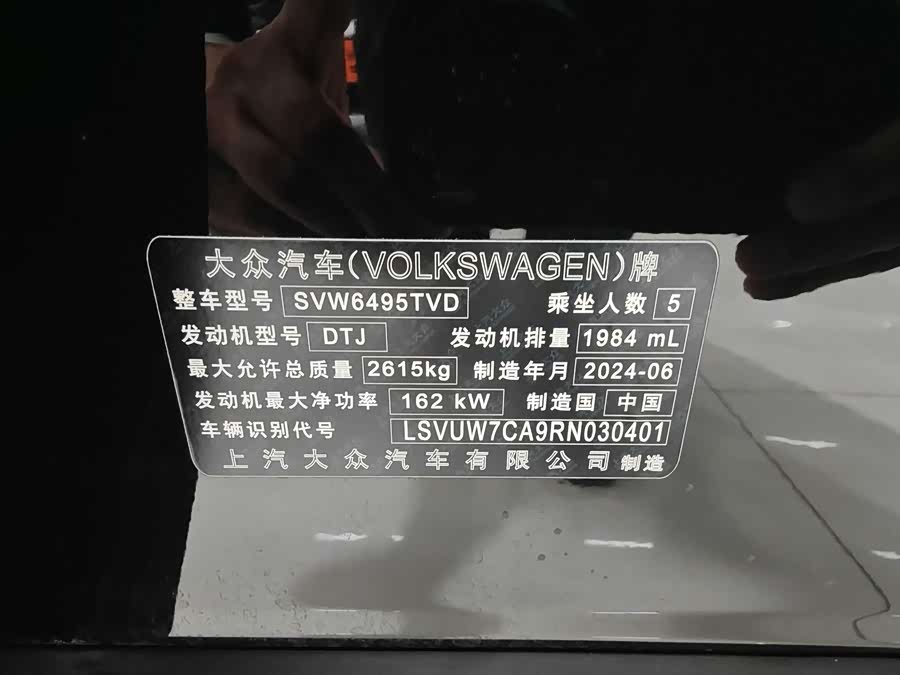 大众汽车(VOLKSWAGEN)牌
整车型号 SVW6495TVD 乘坐人数 5
发动机型号 DTJ 发动机排量 1984 mL
最大允许总质量 2615kg 制造年月 2024-06
发动机最大净功率 162 kW 制造国 中国
车辆识别代号 LSVUW7CA9RN030401
上汽大众汽车有限公司 制造